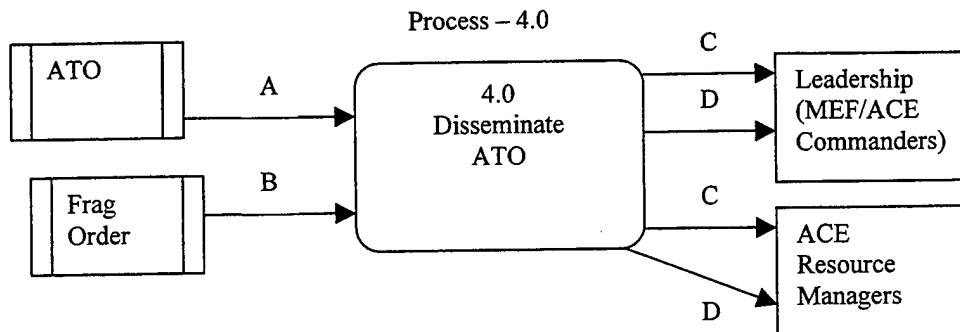 Process – 4.0
ATO
A
4.0
Disseminate
ATO
C
D
Leadership
(MEF/ACE
Commanders)
Frag
Order
B
C
D
ACE
Resource
Managers